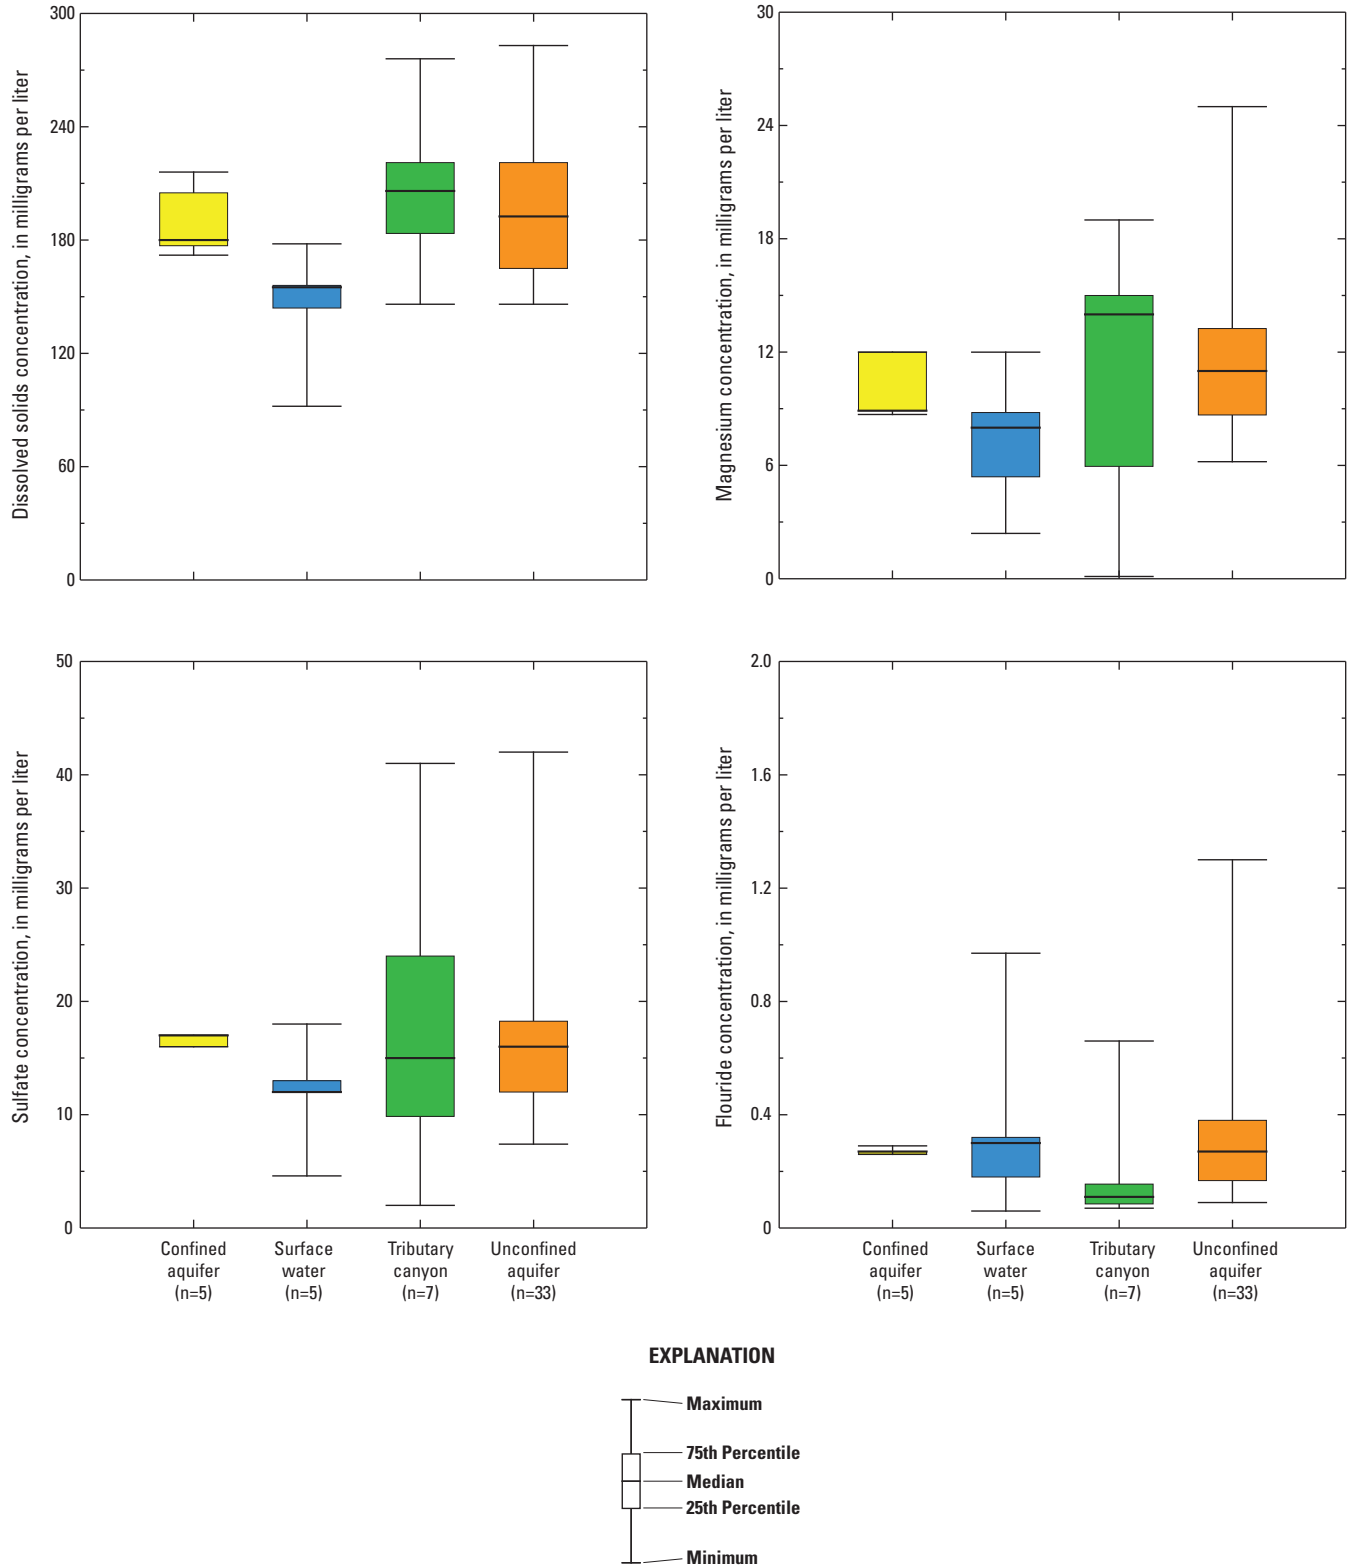 Dissolved solids concentration, in milligrams per liter
300
240
180
120
60
0
Magnesium concentration, in milligrams per liter
30
24
18
12
6
0
Sulfate concentration, in milligrams per liter
50
40
30
20
10
0
Confined
aquifer
(n=5)
Surface
water
(n=5)
Tributary
canyon
(n=7)
Unconfined
aquifer
(n=33)
Flouride concentration, in milligrams per liter
2.0
1.6
1.2
0.8
0.4
0
Confined
aquifer
(n=5)
Surface
water
(n=5)
Tributary
canyon
(n=7)
Unconfined
aquifer
(n=33)
EXPLANATION
Maximum
75th Percentile
Median
25th Percentile
Minimum